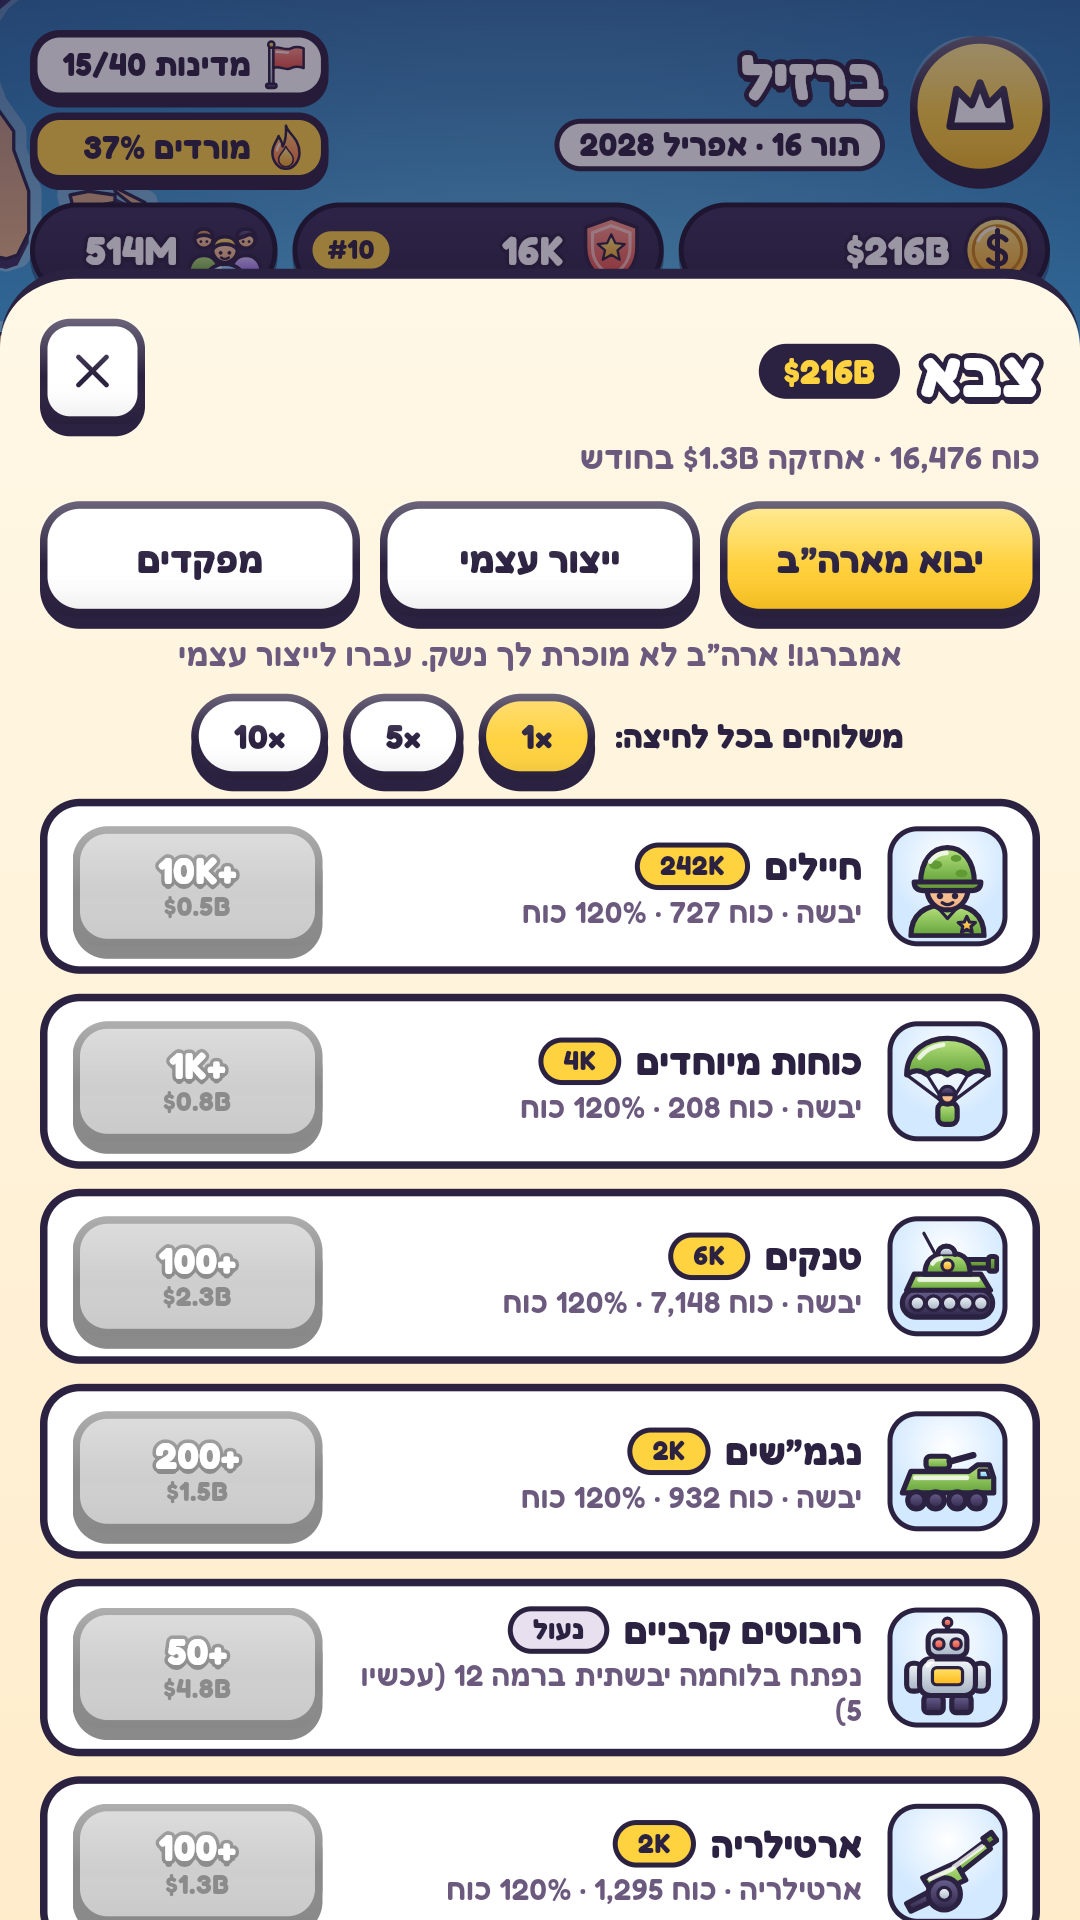 ברזיל
תור 16 · אפריל 2028
מדינות 15/40
מורדים 37%
$216B
16K
#10
514M
צבא
$216B
כוח 16,476 · אחזקה $1.3B בחודש
יבוא מארה״ב
ייצור עצמי
מפקדים
אמברגו! ארה״ב לא מוכרת לך נשק. עברו לייצור עצמי
משלוחים בכל לחיצה:
1×
5×
10×
חיילים 242K
יבשה · כוח 727 · 120% כוח
10K+
$0.5B
כוחות מיוחדים 4K
יבשה · כוח 208 · 120% כוח
1K+
$0.8B
טנקים 6K
יבשה · כוח 7,148 · 120% כוח
100+
$2.3B
נגמ״שים 2K
יבשה · כוח 932 · 120% כוח
200+
$1.5B
רובוטים קרביים נעול
נפתח בלוחמה יבשתית ברמה 12 (עכשיו
5)
50+
$4.8B
ארטילריה 2K
ארטילריה · כוח 1,295 · 120% כוח
100+
$1.3B